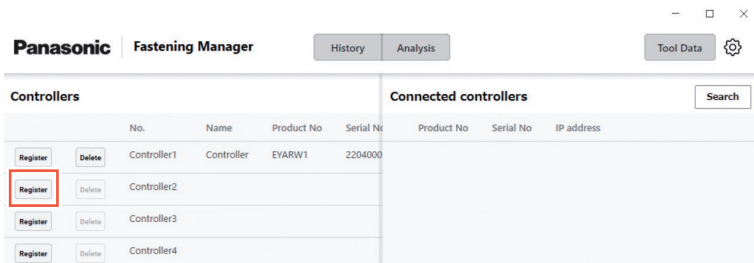 Panasonic Fastening Manager History Analysis Tool Data
Controllers
Connected controllers Search
No. Name Product No Serial No Product No Serial No IP address
Register Delete Controller1 Controller EYARW1 2204000
Register Delete Controller2
Register Delete Controller3
Register Delete Controller4